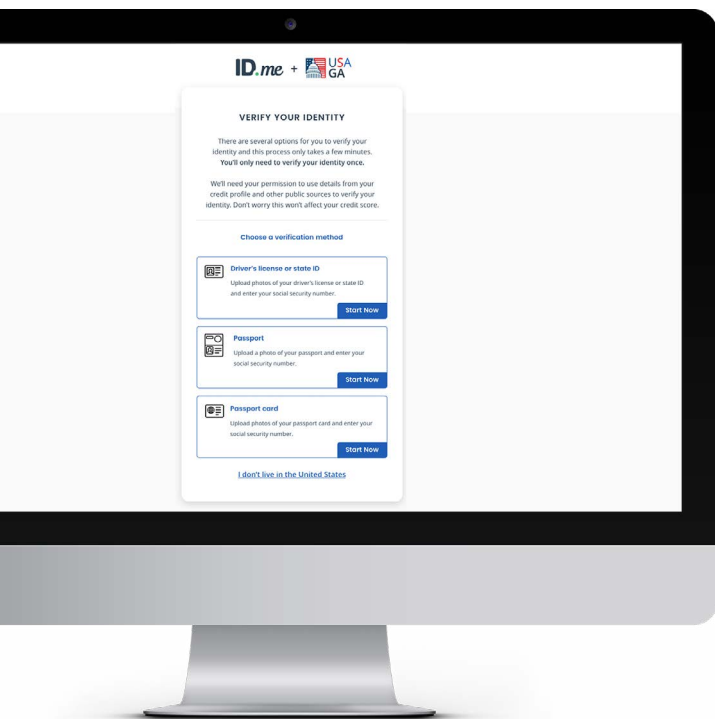 ID.me + USA
GA
VERIFY YOUR IDENTITY
There are several options for you to verify your
identity and this process only takes a few minutes.
You'll only need to verify your identity once.
We'll need your permission to use details from your
credit profile and other public sources to verify your
identity. Don't worry this won't affect your credit score.
Choose a verification method
Driver's license or state ID
Upload photos of your driver's license or state ID
and enter your social security number.
Start Now
Passport
Upload a photo of your passport and enter your
social security number.
Start Now
Passport card
Upload photos of your passport card and enter your
social security number.
Start Now
I don't live in the United States